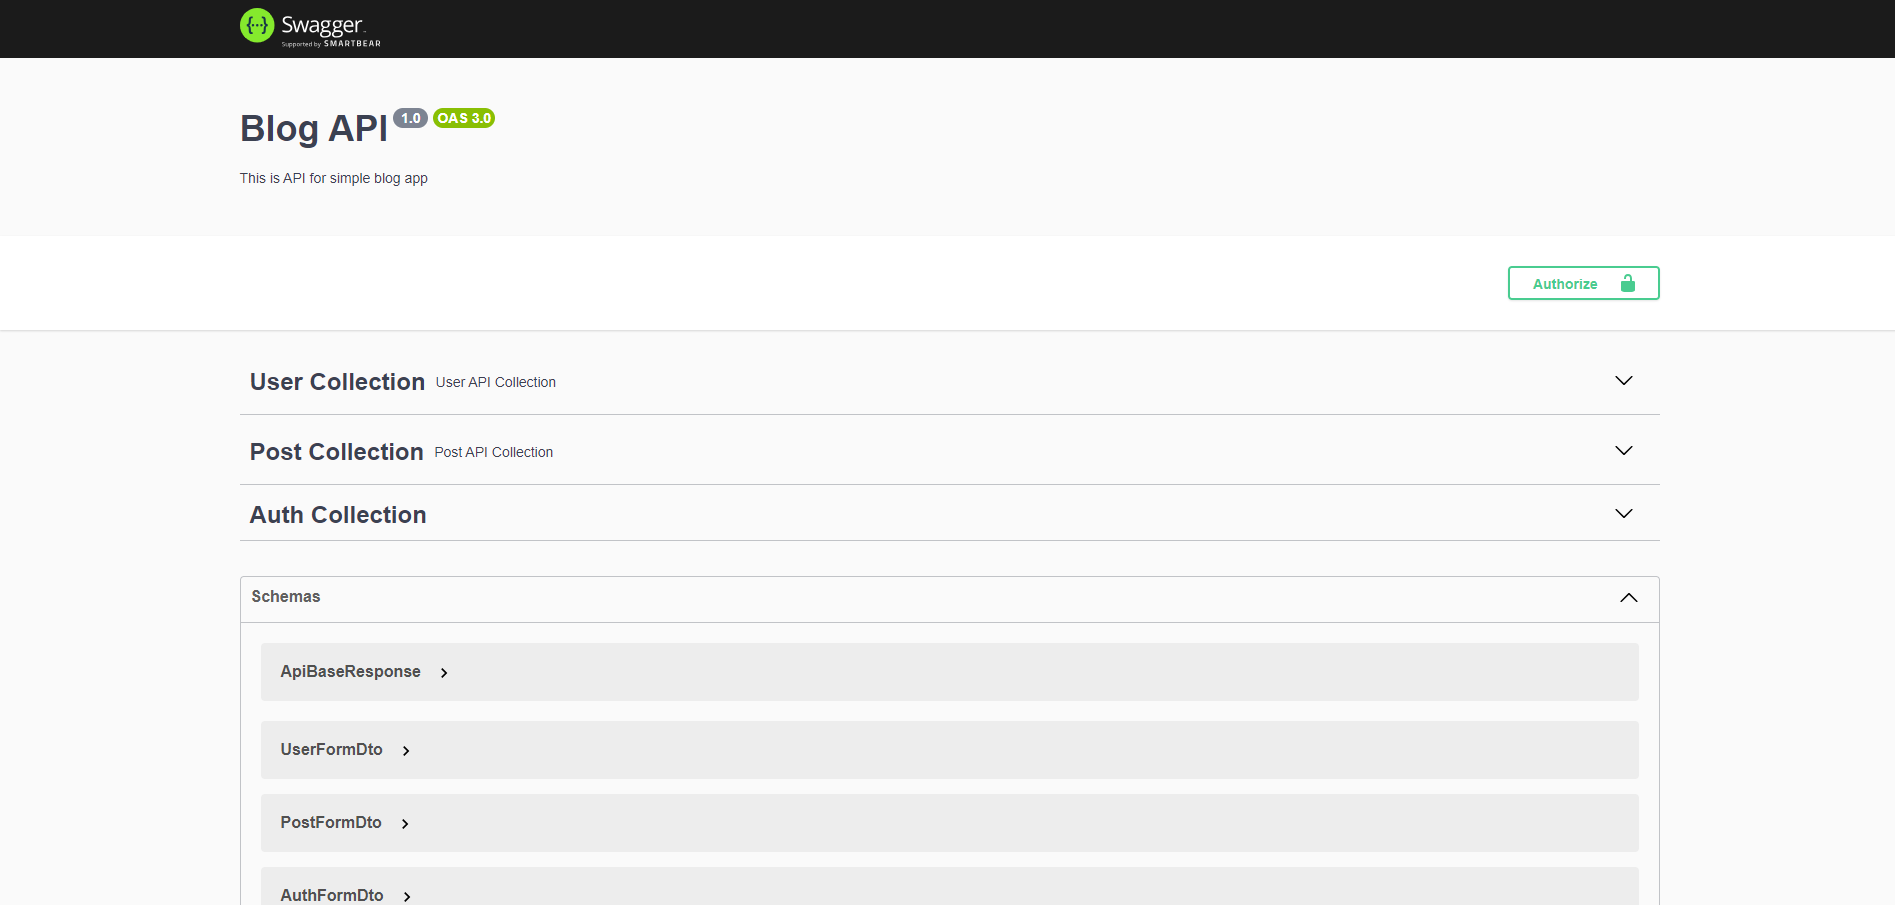 {···} Swagger™
Supported by SMARTBEAR
Blog API 1.0 OAS 3.0
This is API for simple blog app
Authorize
User Collection User API Collection
Post Collection Post API Collection
Auth Collection
Schemas
ApiBaseResponse
UserFormDto
PostFormDto
AuthFormDto